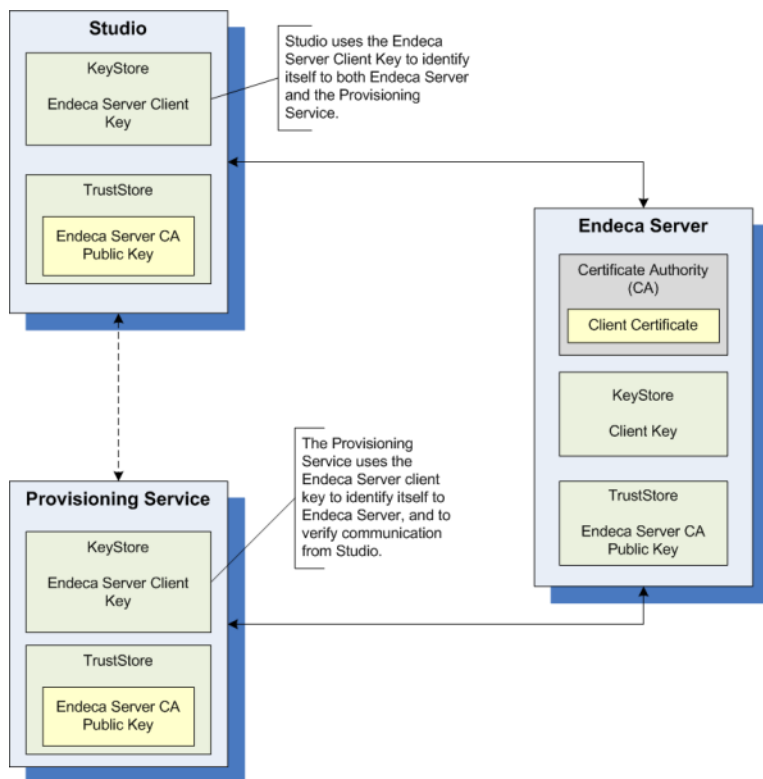 Studio
KeyStore
Endeca Server Client
Key
TrustStore
Endeca Server CA
Public Key
Studio uses the Endeca
Server Client Key to identify
itself to both Endeca Server
and the Provisioning
Service.
Endeca Server
Certificate Authority
(CA)
Client Certificate
KeyStore
Client Key
TrustStore
Endeca Server CA
Public Key
The Provisioning
Service uses the
Endeca Server client
key to identify itself to
Endeca Server, and to
verify communication
from Studio.
Provisioning Service
KeyStore
Endeca Server Client
Key
TrustStore
Endeca Server CA
Public Key